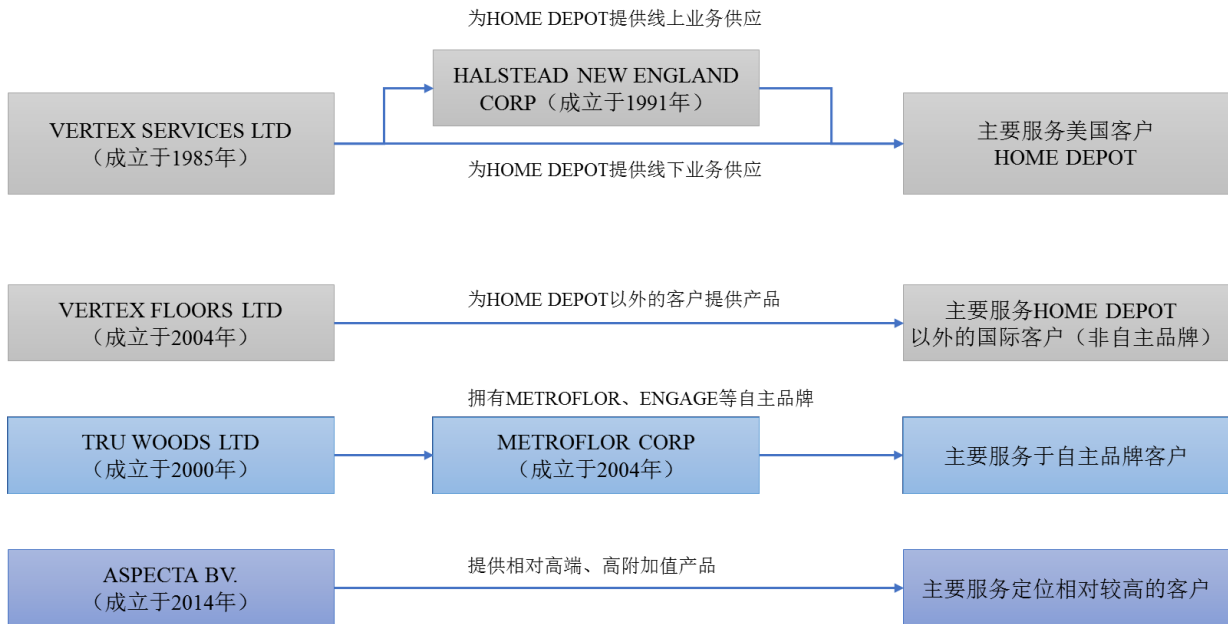 为HOME DEPOT提供线上业务供应
HALSTEAD NEW ENGLAND
CORP（成立于1991年）
VERTEX SERVICES LTD
（成立于1985年）
主要服务美国客户
HOME DEPOT
为HOME DEPOT提供线下业务供应
VERTEX FLOORS LTD
（成立于2004年）
为HOME DEPOT以外的客户提供产品
主要服务HOME DEPOT
以外的国际客户（非自主品牌）
拥有METROFLOR、ENGAGE等自主品牌
TRU WOODS LTD
（成立于2000年）
METROFLOR CORP
（成立于2004年）
主要服务于自主品牌客户
提供相对高端、高附加值产品
ASPECTA BV.
（成立于2014年）
主要服务定位相对较高的客户